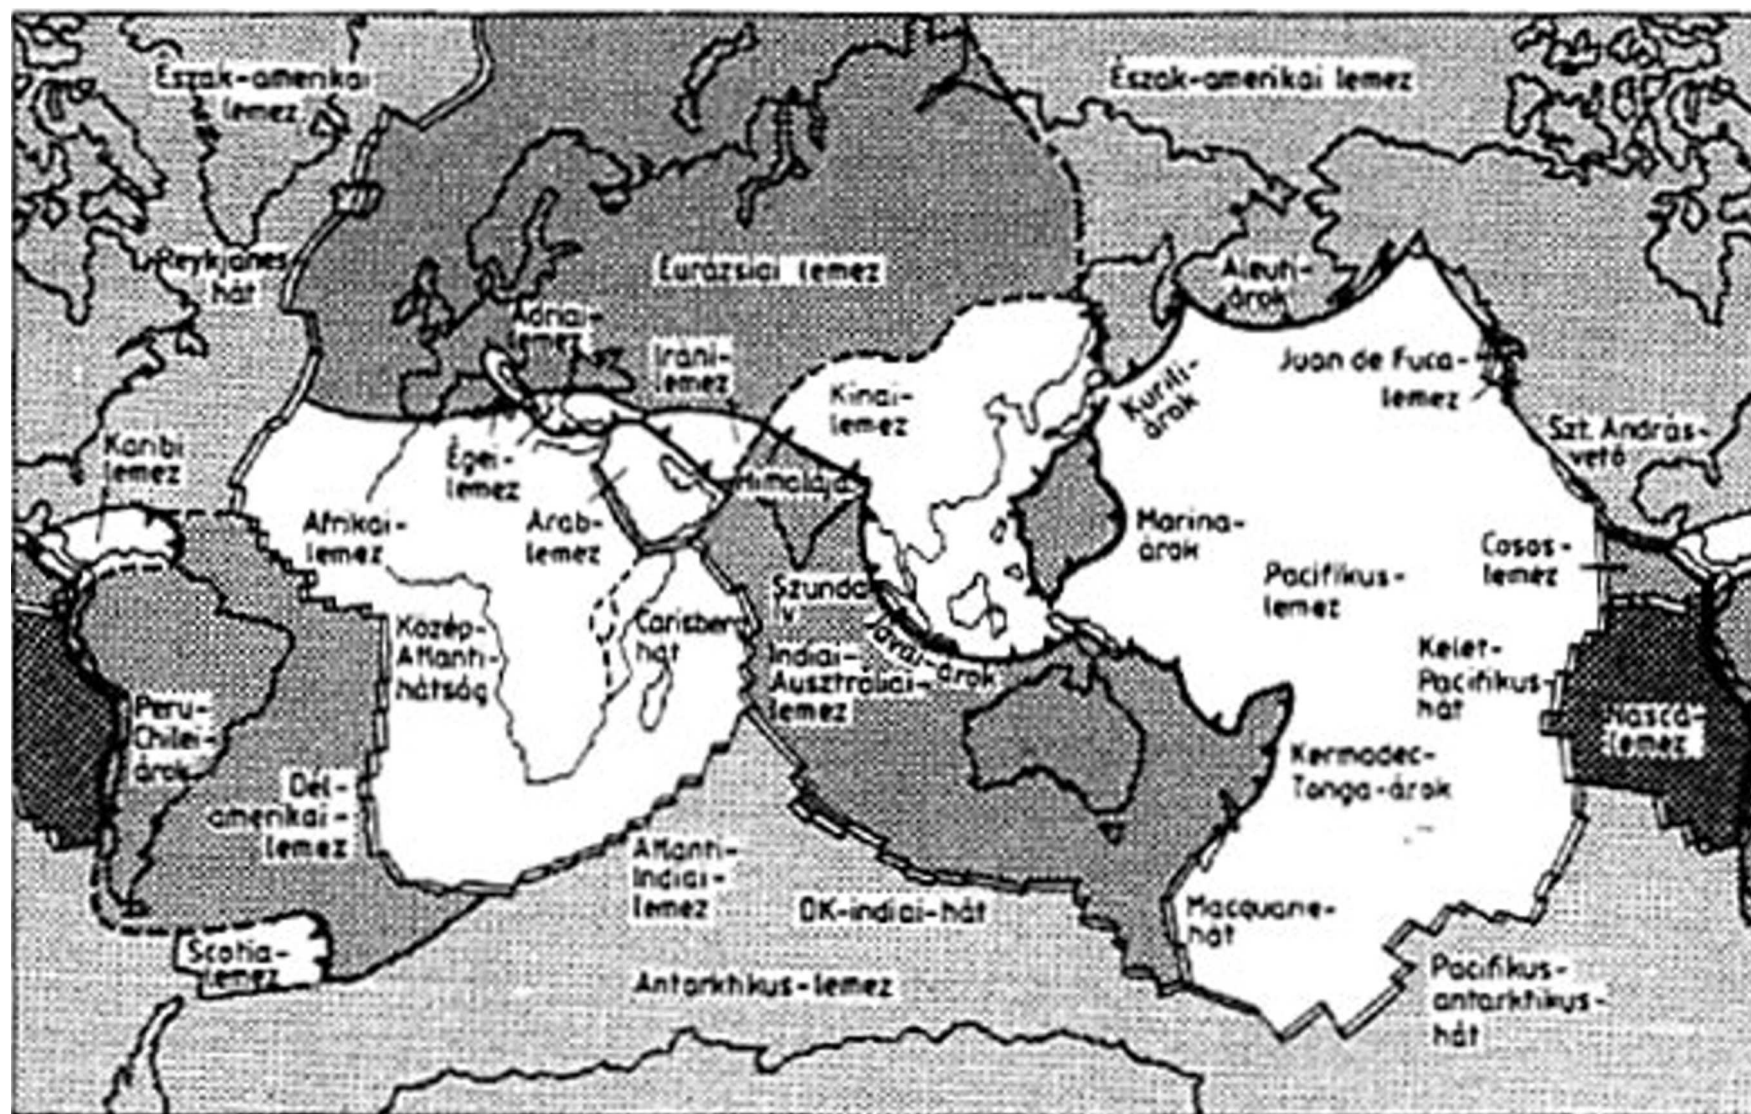 Észak-amerikai
lemez
Észak-amerikai lemez
Reykjanes
hát
Eurázsiai lemez
Aleuti-
árok
Adriai-
lemez
Iráni-
lemez
Kínai-
lemez
Kurili-
árok
Juan de Fuca-
lemez
Szt. András-
vető
Karibi
lemez
Égei-
lemez
Himalája
Afrikai-
lemez
Arab-
lemez
Marina-
árok
Cosos-
lemez
Pacifikus-
lemez
Szunda
ív
Jávai-árok
Közép-
Atlanti-
hátság
Carlsberg
hát
Indiai-
Ausztráliai-
lemez
Kelet-
Pacifikus-
hát
Peru-
Chilei-
árok
Nasca-
lemez
Kermadec-
Tonga-árok
Dél-
amerikai-
lemez
Atlanti-
Indiai-
lemez
DK-indiai-hát
Macquarie-
hát
Scotia-
lemez
Antarktikus-lemez
Pacifikus-
antarktikus-
hát